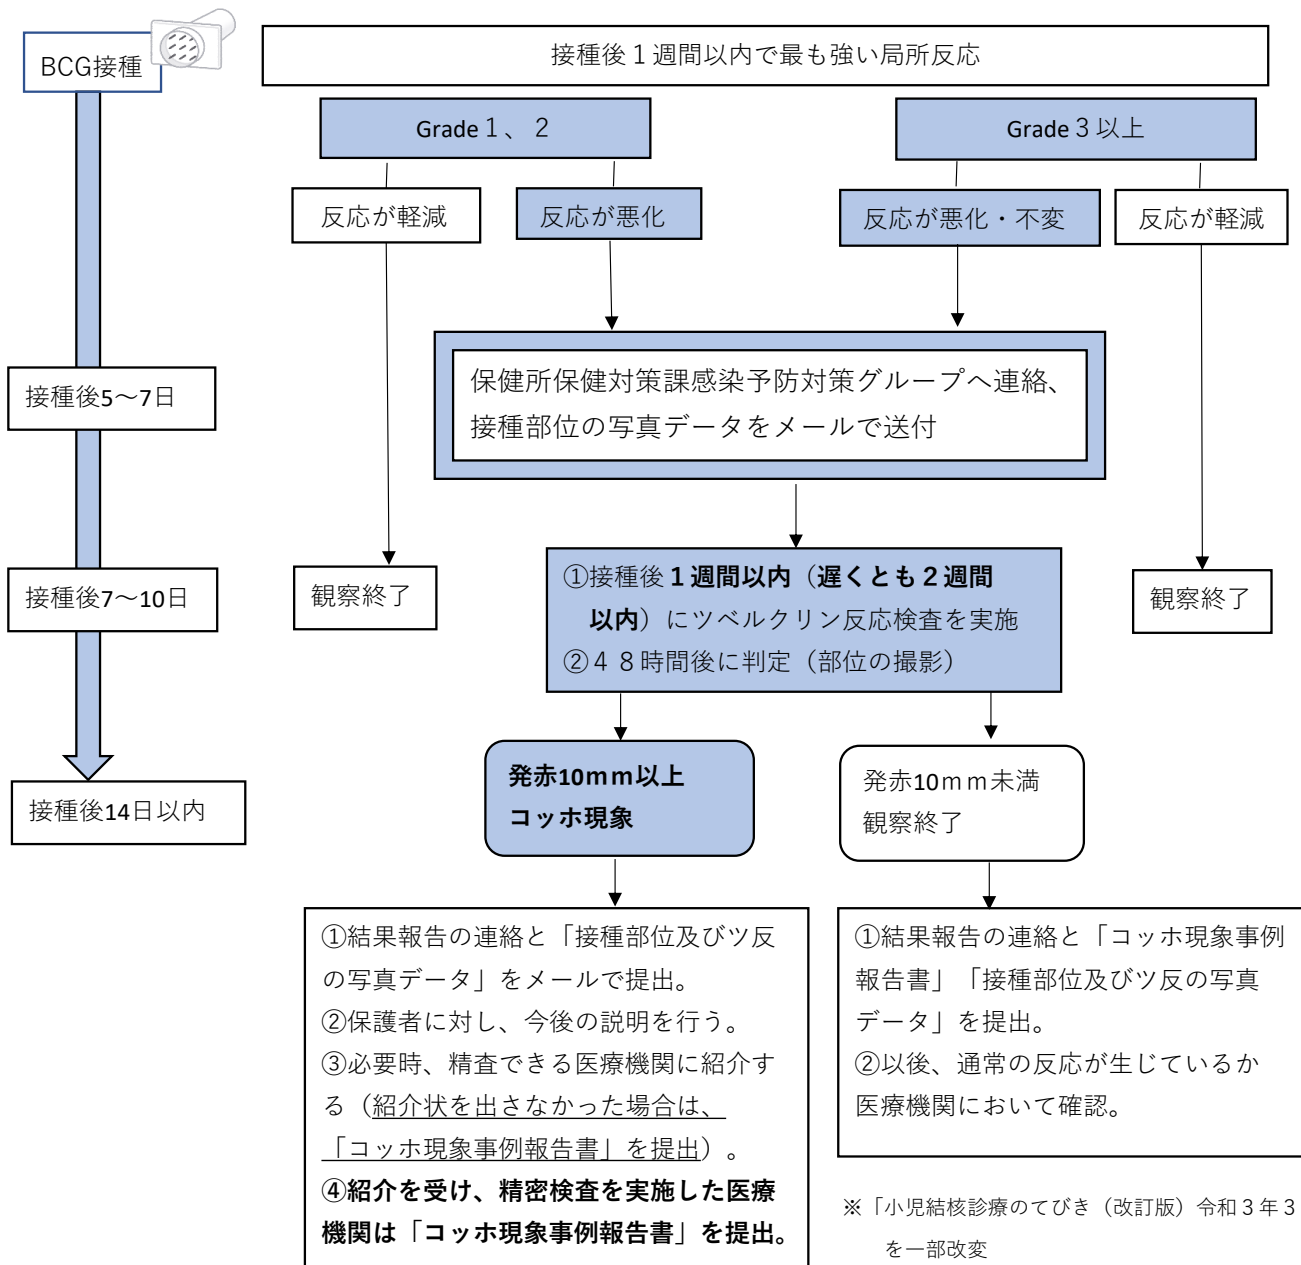 BCG接種
接種後１週間以内で最も強い局所反応
Grade１、２
Grade３以上
反応が軽減
反応が悪化
反応が悪化・不変
反応が軽減
接種後5～7日
保健所保健対策課感染予防対策グループへ連絡、
接種部位の写真データをメールで送付
接種後7～10日
観察終了
①接種後１週間以内（遅くとも２週間
以内）にツベルクリン反応検査を実施
②４８時間後に判定（部位の撮影）
観察終了
接種後14日以内
発赤10ｍｍ以上
コッホ現象
発赤10ｍｍ未満
観察終了
①結果報告の連絡と「接種部位及びツ反
の写真データ」をメールで提出。
②保護者に対し、今後の説明を行う。
③必要時、精査できる医療機関に紹介す
る（紹介状を出さなかった場合は、
「コッホ現象事例報告書」を提出）。
④紹介を受け、精密検査を実施した医療
機関は「コッホ現象事例報告書」を提出。
①結果報告の連絡と「コッホ現象事例
報告書」「接種部位及びツ反の写真
データ」を提出。
②以後、通常の反応が生じているか
医療機関において確認。
※「小児結核診療のてびき（改訂版）令和３年３
を一部改変